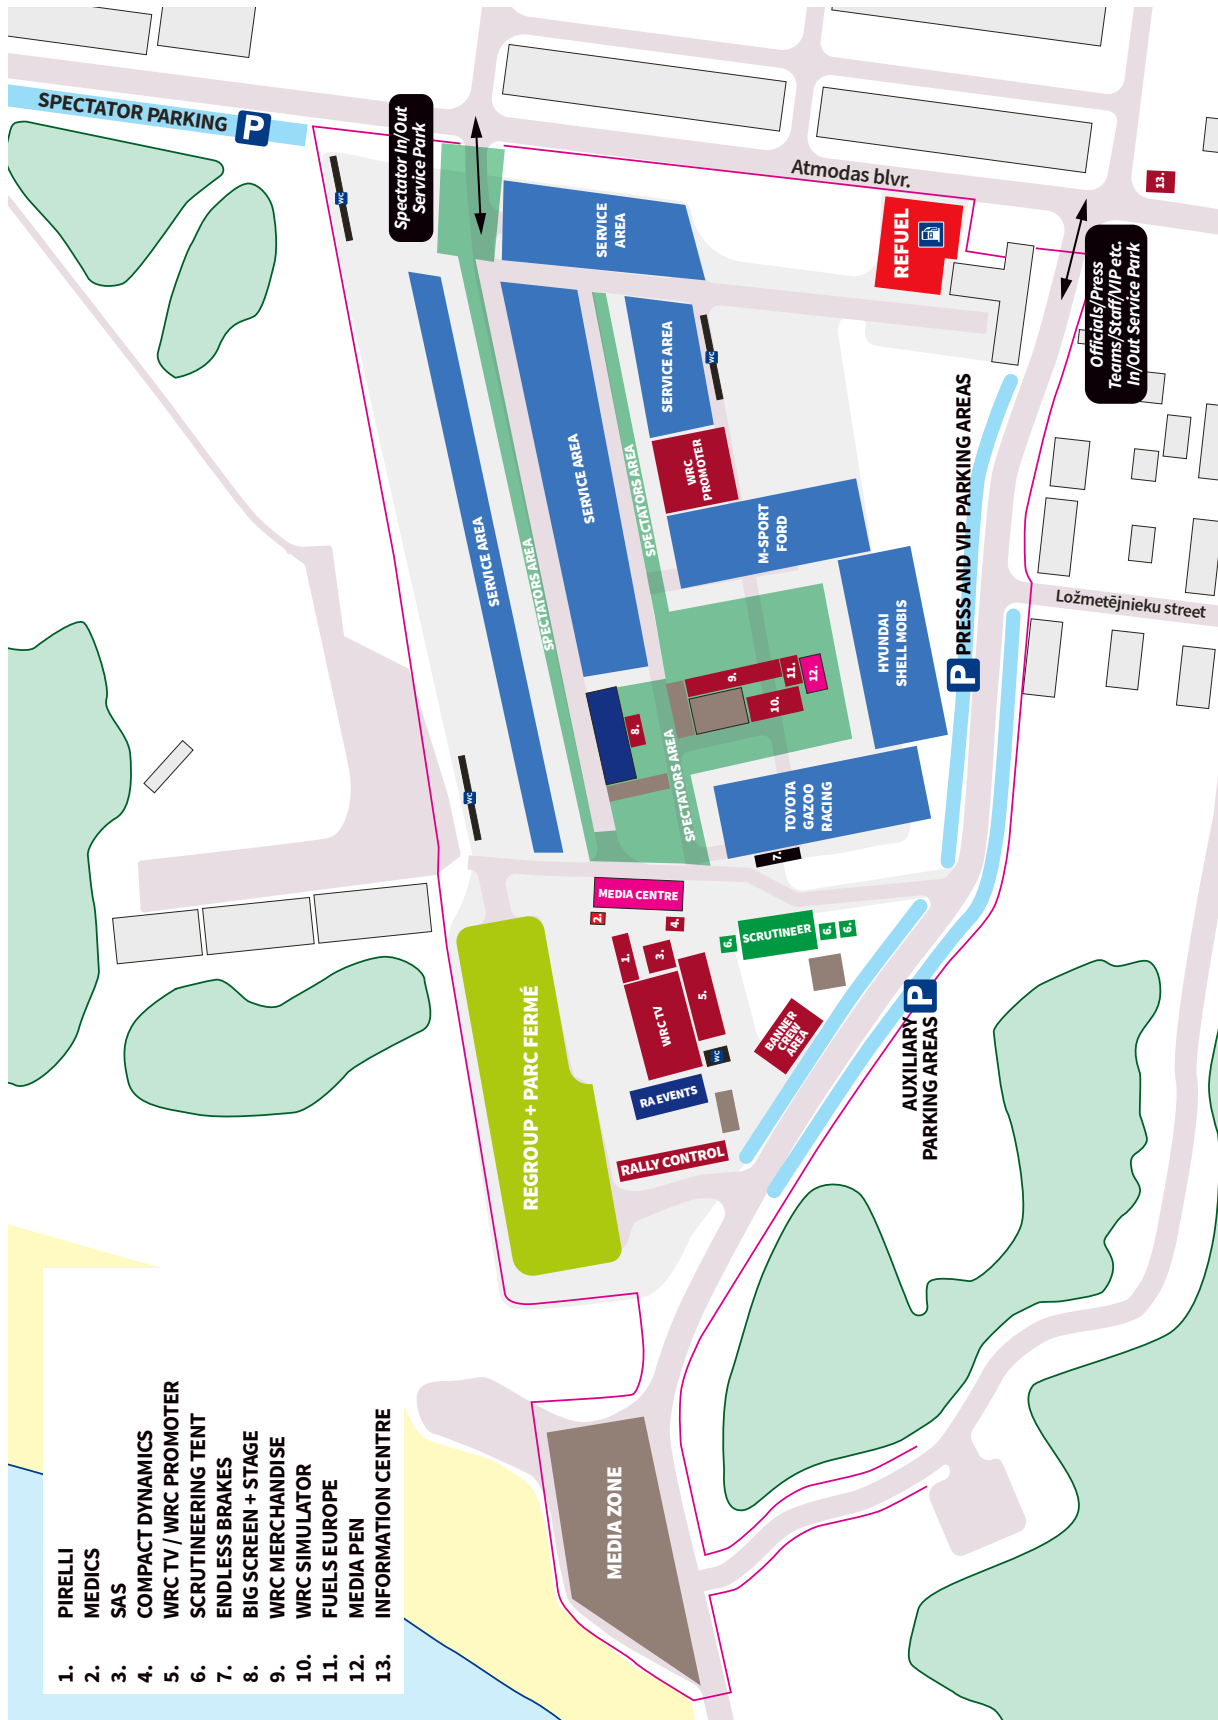 SPECTATOR PARKING
P
WC
Spectator In/Out
Service Park
Atmodas blvr.
13.
SERVICE
AREA
REFUEL
Officials/Press
Teams/Staff/VIP etc.
In/Out Service Park
SERVICE AREA
SERVICE AREA
SERVICE AREA
WC
SPECTATORS AREA
SPECTATORS AREA
WRC
PROMOTER
M-SPORT
FORD
HYUNDAI
SHELL MOBIS
P
PRESS AND VIP PARKING AREAS
Ložmetējnieku street
9.
11.
12.
10.
8.
SPECTATORS AREA
TOYOTA
GAZOO
RACING
7.
WC
MEDIA CENTRE
2.
4.
1.
3.
5.
WRC TV
6.
SCRUTINEER
6.
6.
WC
BANNER
CREW
AREA
RA EVENTS
RALLY CONTROL
REGROUP + PARC FERMÉ
P
AUXILIARY
PARKING AREAS
MEDIA ZONE
1. PIRELLI
2. MEDICS
3. SAS
4. COMPACT DYNAMICS
5. WRC TV / WRC PROMOTER
6. SCRUTINEERING TENT
7. ENDLESS BRAKES
8. BIG SCREEN + STAGE
9. WRC MERCHANDISE
10. WRC SIMULATOR
11. FUELS EUROPE
12. MEDIA PEN
13. INFORMATION CENTRE